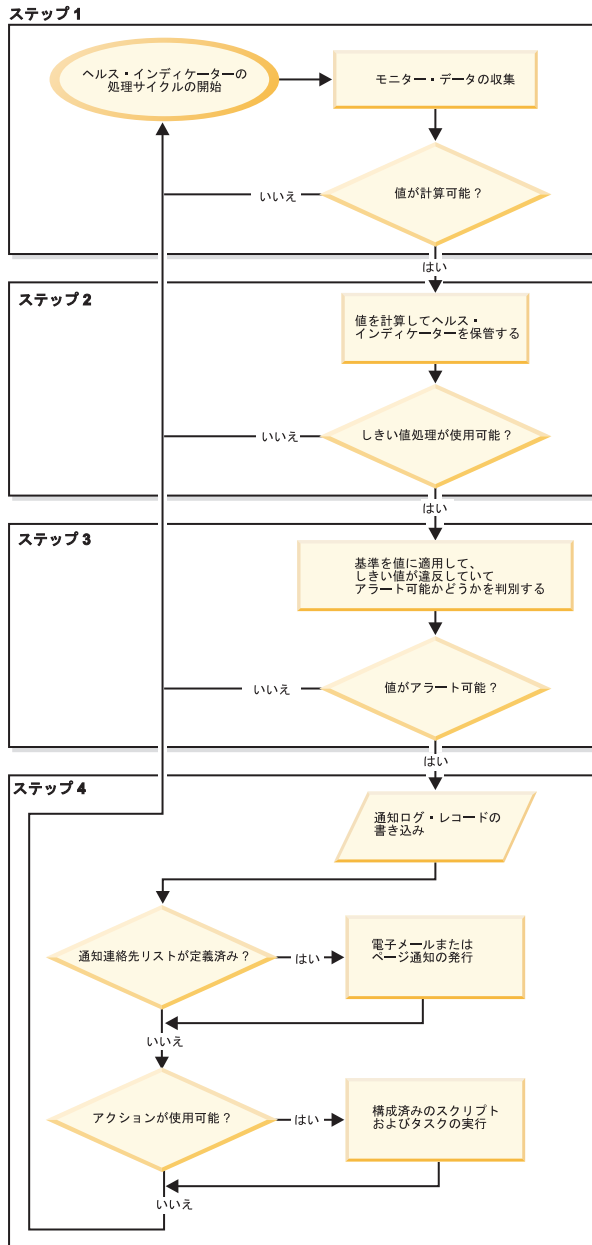 ステップ 1
ヘルス・インディケーターの
処理サイクルの開始
モニター・データの収集
値が計算可能？
いいえ
はい
ステップ 2
値を計算してヘルス・
インディケーターを保管する
しきい値処理が使用可能？
いいえ
はい
ステップ 3
基準を値に適用して、
しきい値が違反していて
アラート可能かどうかを判別する
値がアラート可能？
いいえ
はい
ステップ 4
通知ログ・レコードの
書き込み
通知連絡先リストが定義済み？
はい
電子メールまたは
ページ通知の発行
いいえ
アクションが使用可能？
はい
構成済みのスクリプト
およびタスクの実行
いいえ